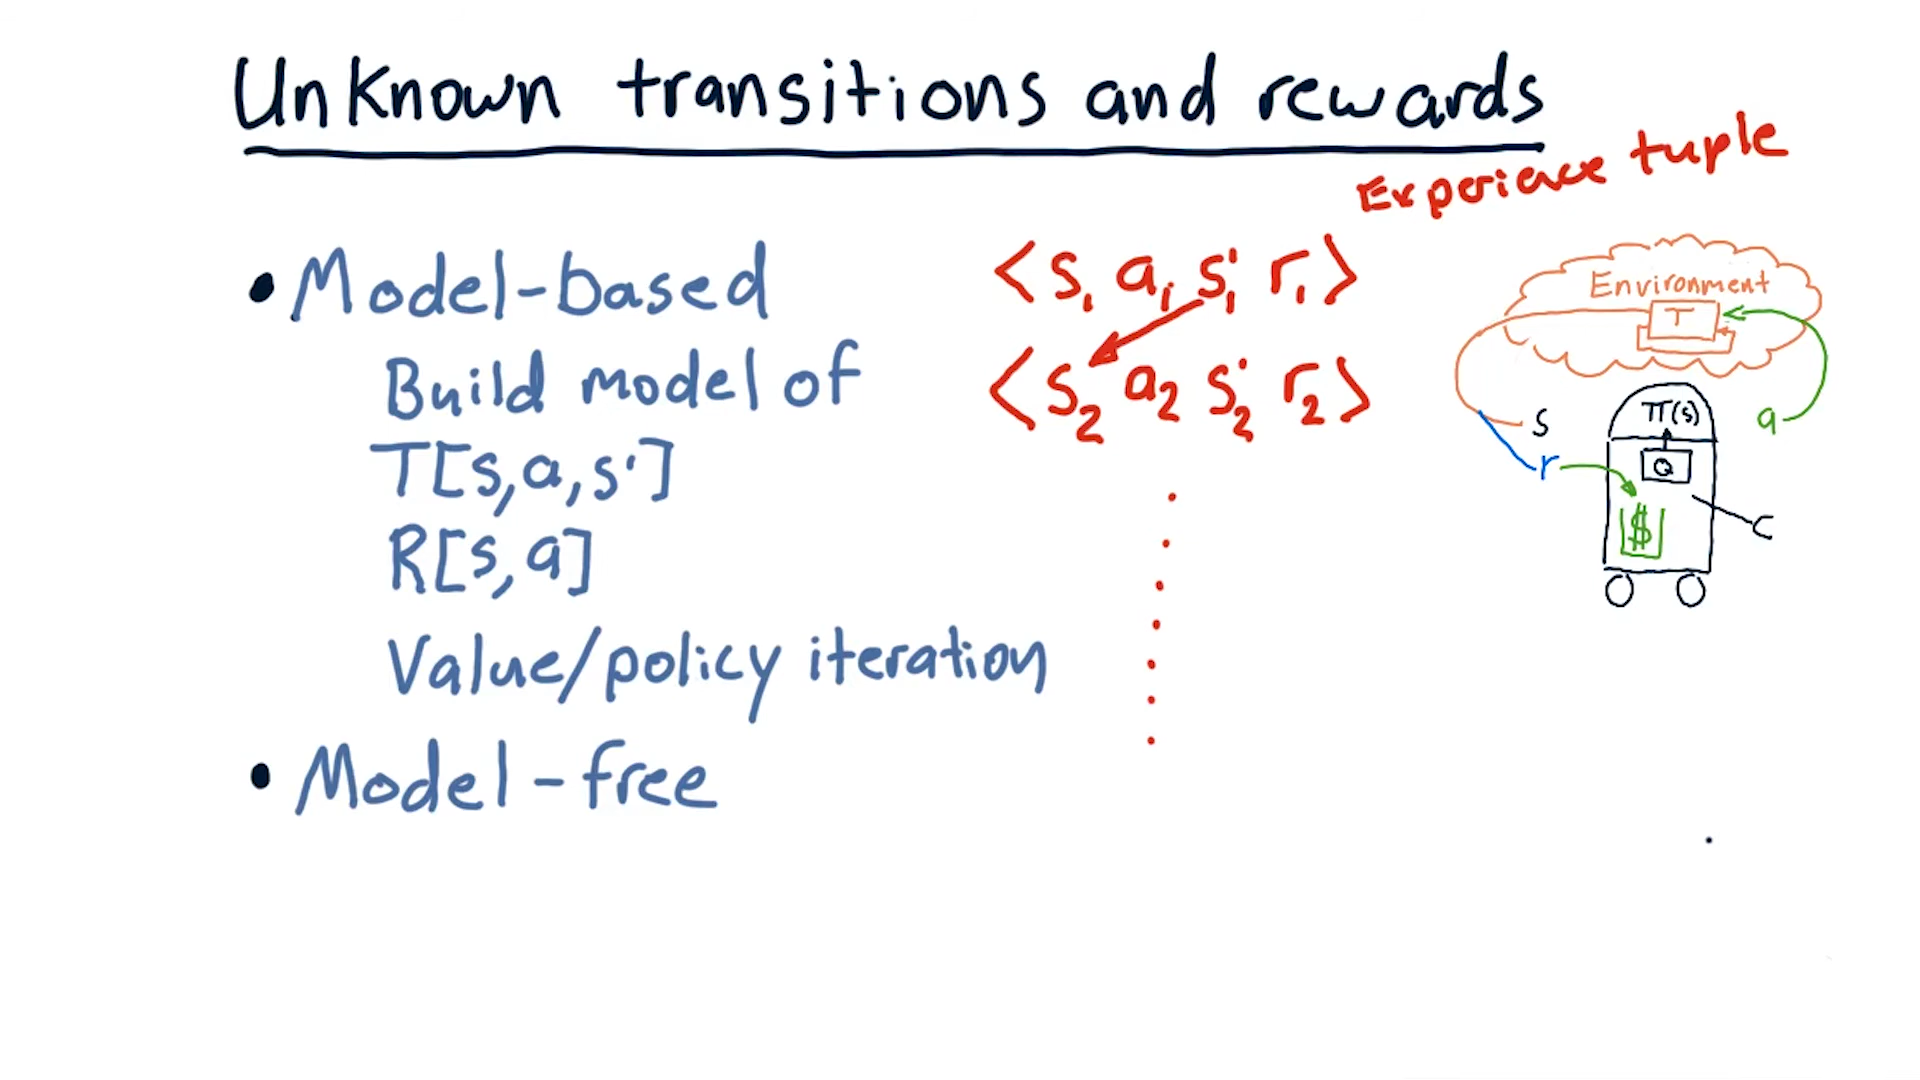 Unknown transitions and rewards
Experience tuple
• Model-based
Build model of
T[s,a,s']
R[s,a]
Value/policy iteration
• Model-free
<s₁ a₁ s'₁ r₁>
<s₂ a₂ s'₂ r₂>
Environment
T
π(s)
Q
s
r
a
$
C